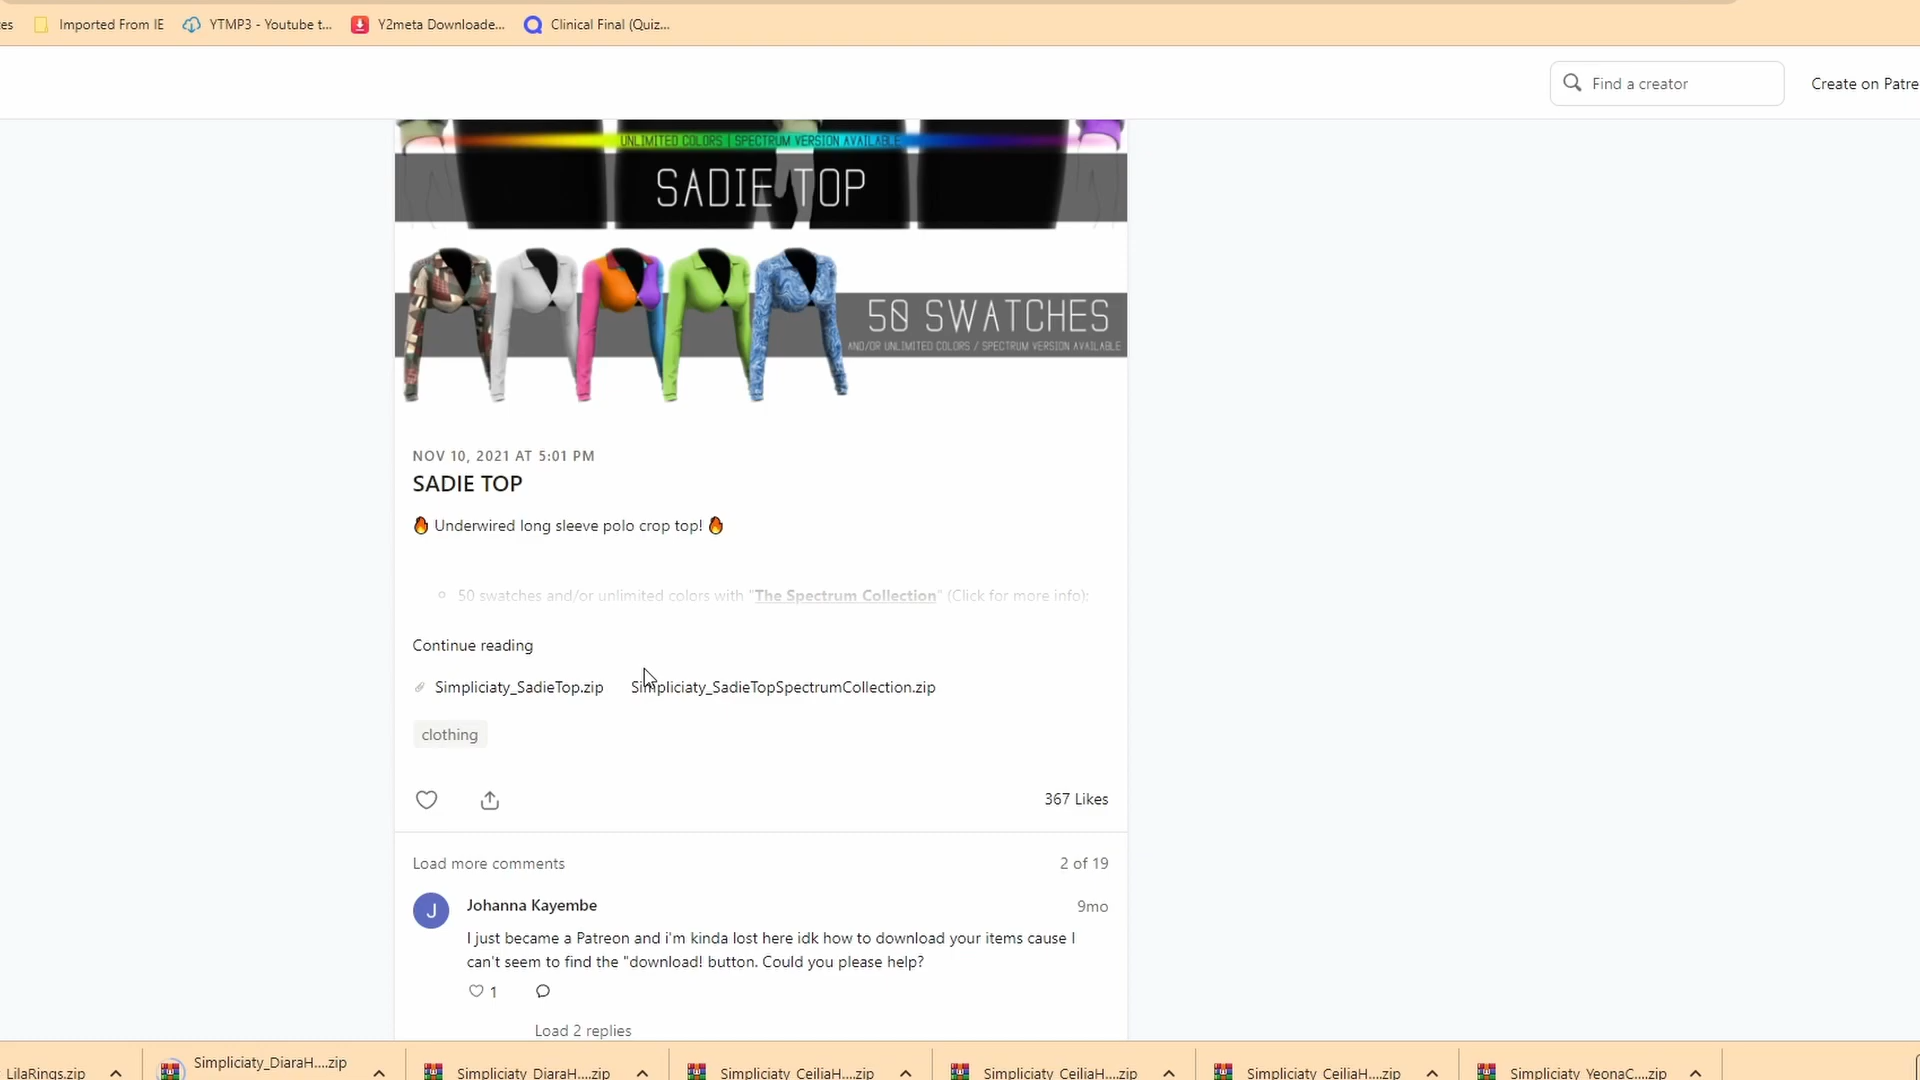 es
Imported From IE
YTMP3 - Youtube t...
Y2meta Downloade...
Clinical Final (Quiz...
Find a creator
Create on Patre
UNLIMITED COLORS | SPECTRUM VERSION AVAILABLE
SADIE TOP
50 SWATCHES
AND/OR UNLIMITED COLORS / SPECTRUM VERSION AVAILABLE
NOV 10, 2021 AT 5:01 PM
SADIE TOP
🔥 Underwired long sleeve polo crop top! 🔥
50 swatches and/or unlimited colors with "The Spectrum Collection" (Click for more info):
Continue reading
Simpliciaty_SadieTop.zip
Simpliciaty_SadieTopSpectrumCollection.zip
clothing
367 Likes
Load more comments
2 of 19
J
Johanna Kayembe
9mo
I just became a Patreon and i'm kinda lost here idk how to download your items cause I
can't seem to find the "download! button. Could you please help?
1
Load 2 replies
LilaRings.zip
Simpliciaty_DiaraH....zip
Simpliciaty_DiaraH....zip
Simpliciaty_CeiliaH....zip
Simpliciaty_CeiliaH....zip
Simpliciaty_CeiliaH....zip
Simpliciaty_YeonaC....zip